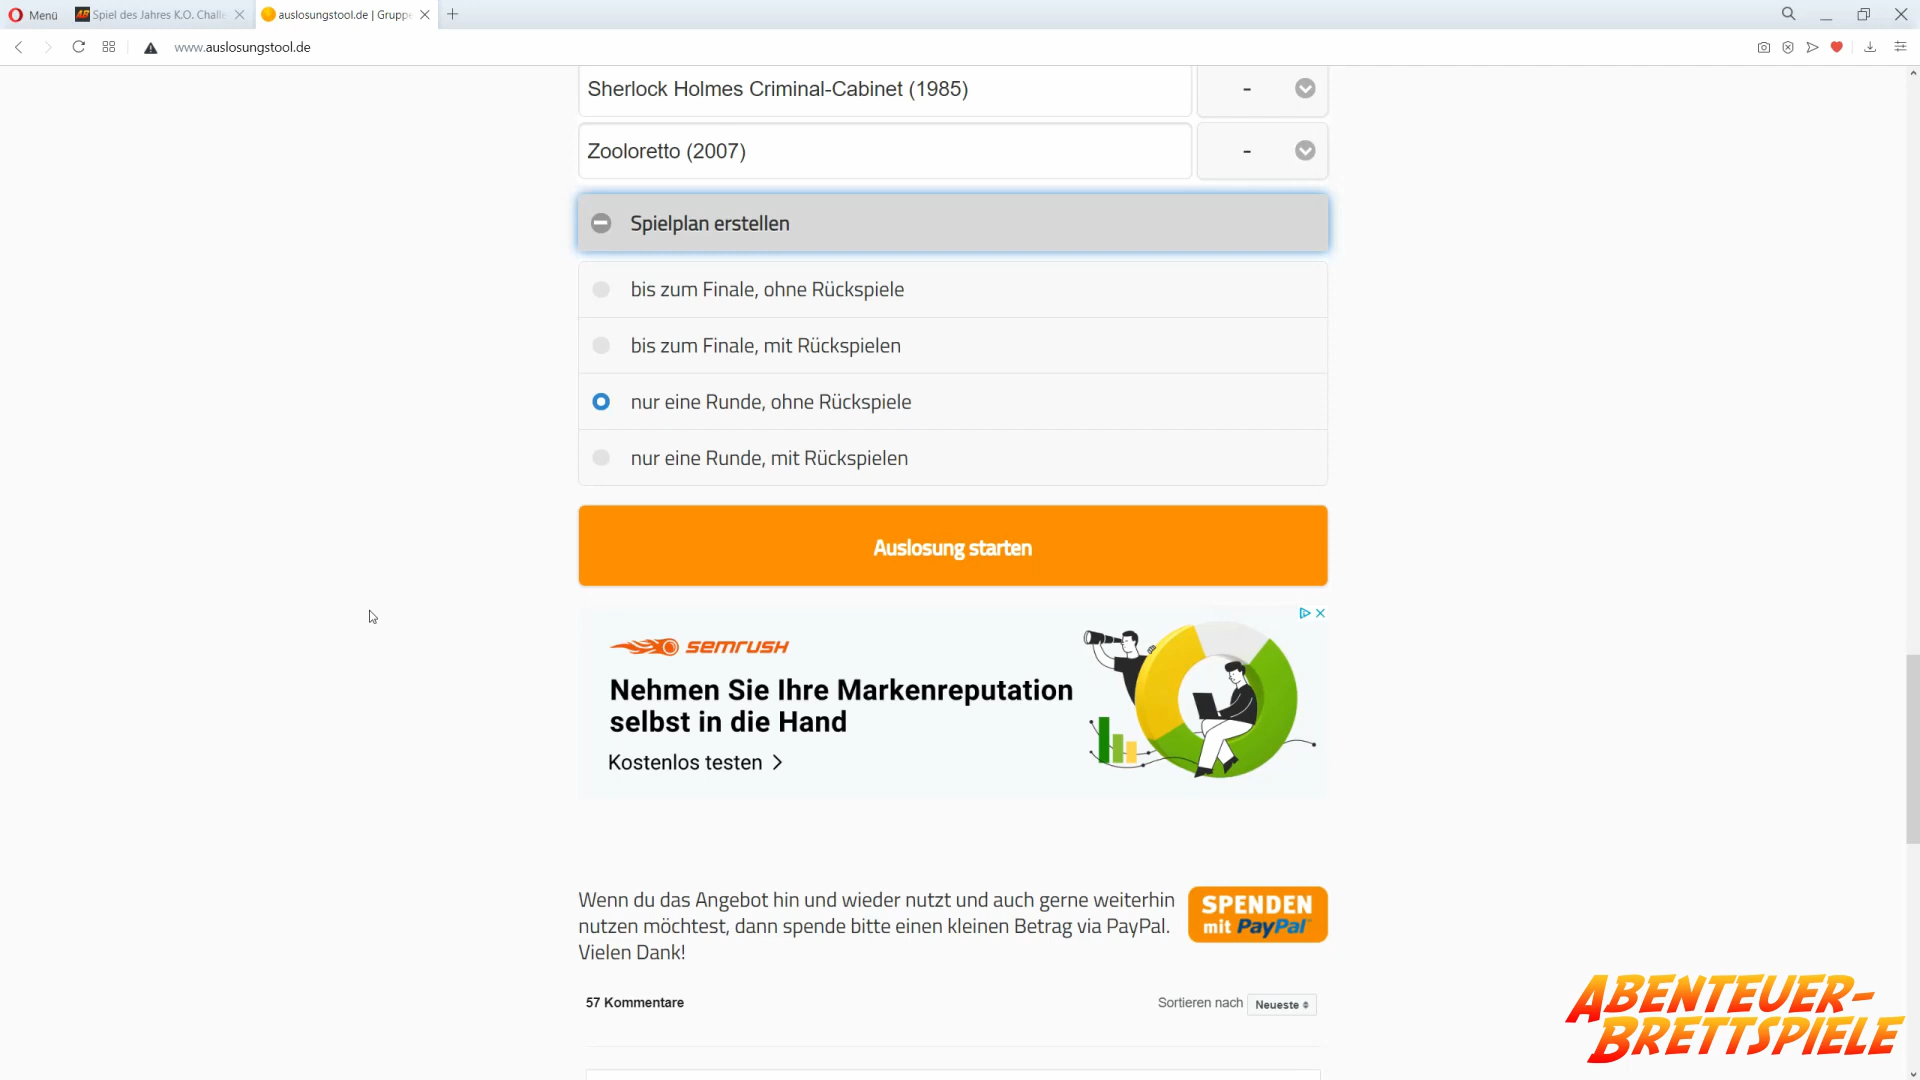 Menü
Spiel des Jahres K.O. Challe
auslosungstool.de | Gruppe
www.auslosungstool.de
Sherlock Holmes Criminal-Cabinet (1985)
-
Zooloretto (2007)
-
Spielplan erstellen
bis zum Finale, ohne Rückspiele
bis zum Finale, mit Rückspielen
nur eine Runde, ohne Rückspiele
nur eine Runde, mit Rückspielen
Auslosung starten
semrush
Nehmen Sie Ihre Markenreputation
selbst in die Hand
Kostenlos testen
Wenn du das Angebot hin und wieder nutzt und auch gerne weiterhin
nutzen möchtest, dann spende bitte einen kleinen Betrag via PayPal.
Vielen Dank!
SPENDEN
mit PayPal
57 Kommentare
Sortieren nach Neueste
ABENTEUER-
BRETTSPIELE